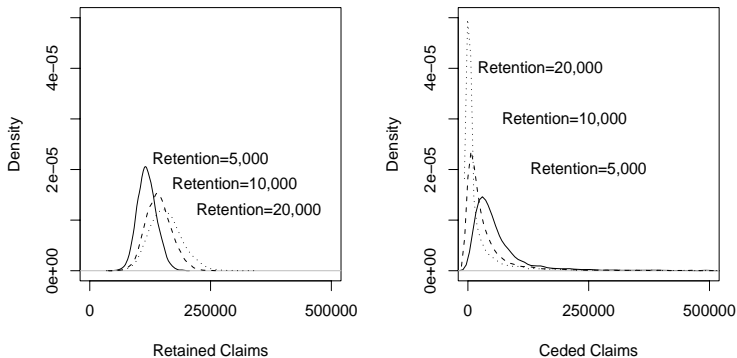 Density
4e-05
2e-05
0e+00
Retention=5,000
Retention=10,000
Retention=20,000
0
250000
500000
Retained Claims
Density
4e-05
2e-05
0e+00
Retention=20,000
Retention=10,000
Retention=5,000
0
250000
500000
Ceded Claims